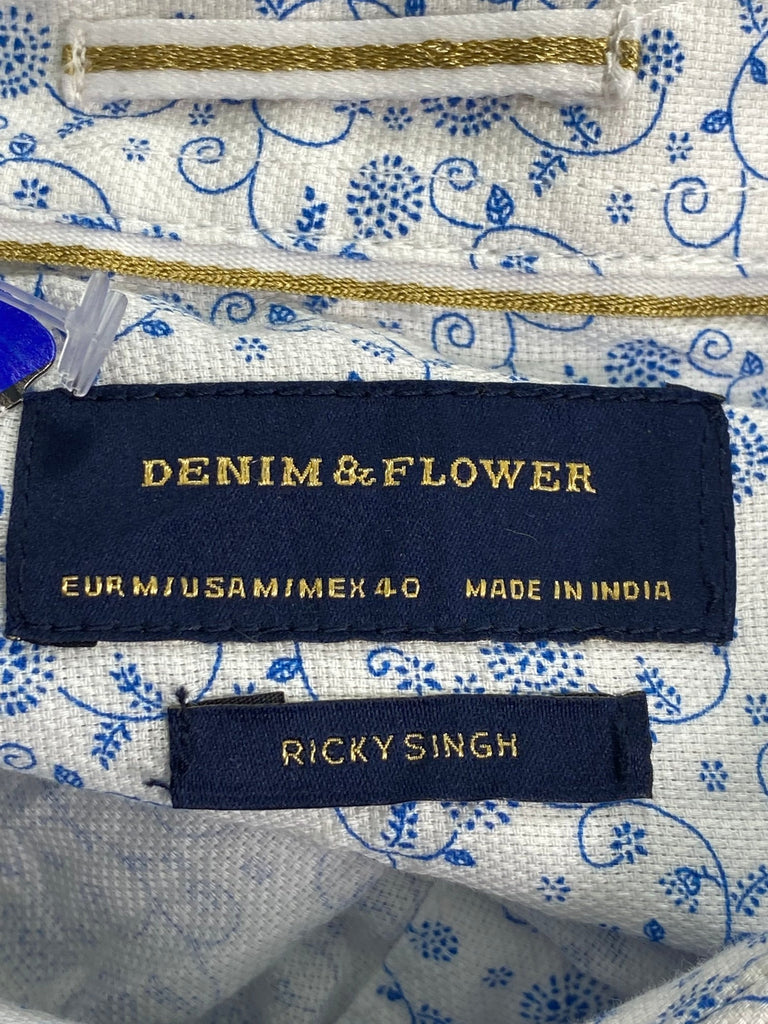 DENIM & FLOWER
EUR M/USA M/MEX 40 MADE IN INDIA
RICKY SINGH